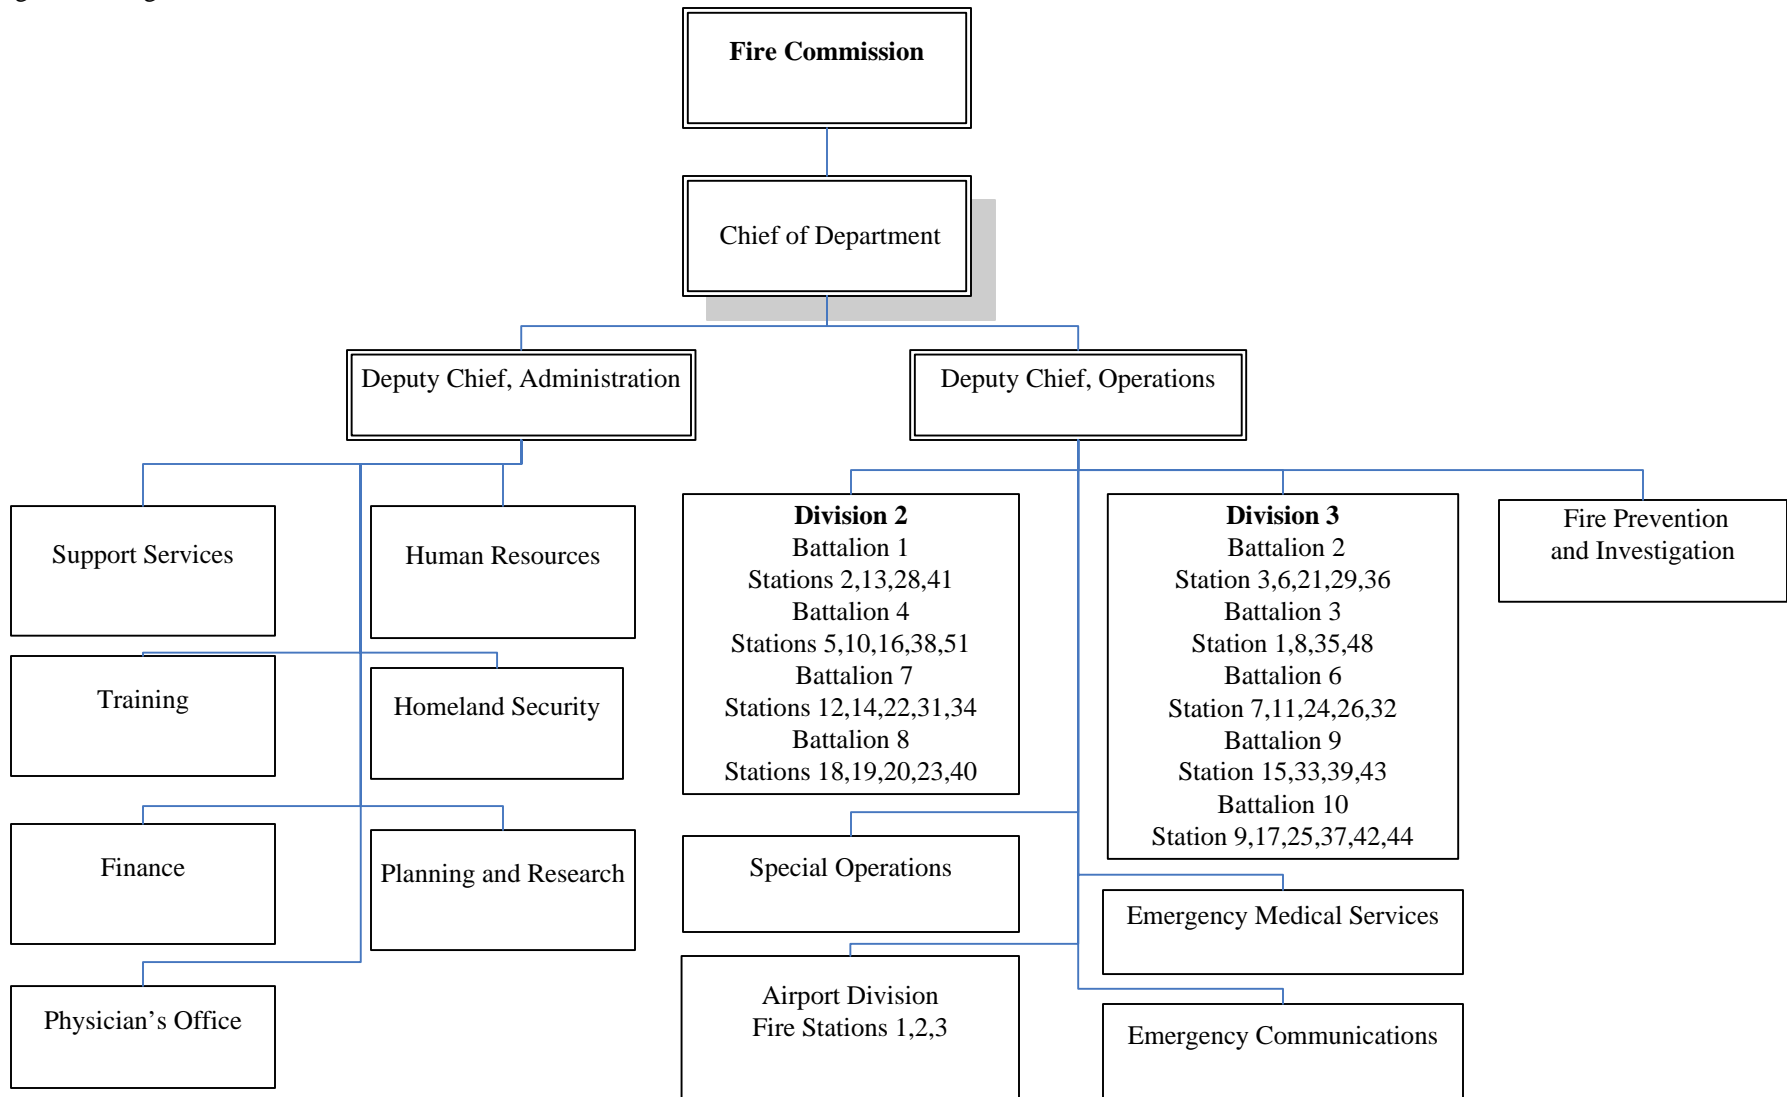 Fire Commission
Chief of Department
Deputy Chief, Administration
Deputy Chief, Operations
Support Services
Human Resources
Training
Homeland Security
Finance
Planning and Research
Physician’s Office
Division 2
Battalion 1
Stations 2,13,28,41
Battalion 4
Stations 5,10,16,38,51
Battalion 7
Stations 12,14,22,31,34
Battalion 8
Stations 18,19,20,23,40
Division 3
Battalion 2
Station 3,6,21,29,36
Battalion 3
Station 1,8,35,48
Battalion 6
Station 7,11,24,26,32
Battalion 9
Station 15,33,39,43
Battalion 10
Station 9,17,25,37,42,44
Fire Prevention
and Investigation
Special Operations
Emergency Medical Services
Airport Division
Fire Stations 1,2,3
Emergency Communications